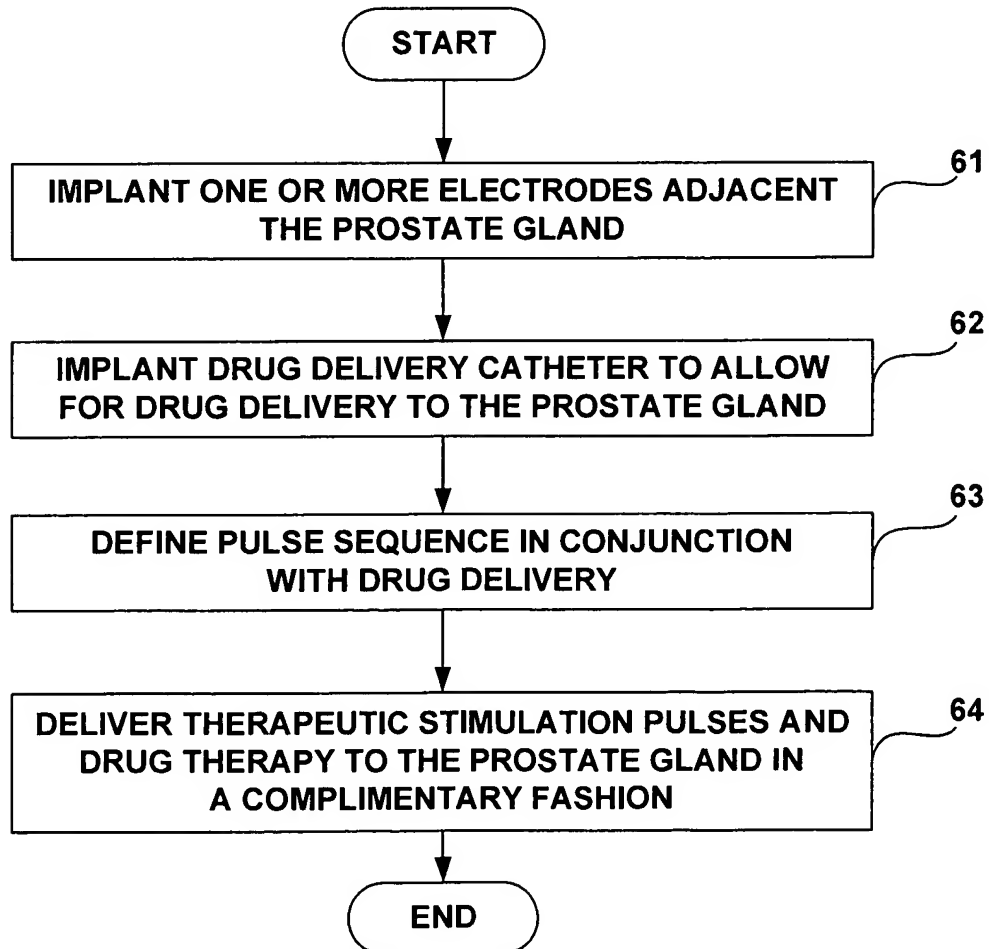 START
IMPLANT ONE OR MORE ELECTRODES ADJACENT
THE PROSTATE GLAND
61
IMPLANT DRUG DELIVERY CATHETER TO ALLOW
FOR DRUG DELIVERY TO THE PROSTATE GLAND
62
DEFINE PULSE SEQUENCE IN CONJUNCTION
WITH DRUG DELIVERY
63
DELIVER THERAPEUTIC STIMULATION PULSES AND
DRUG THERAPY TO THE PROSTATE GLAND IN
A COMPLIMENTARY FASHION
64
END